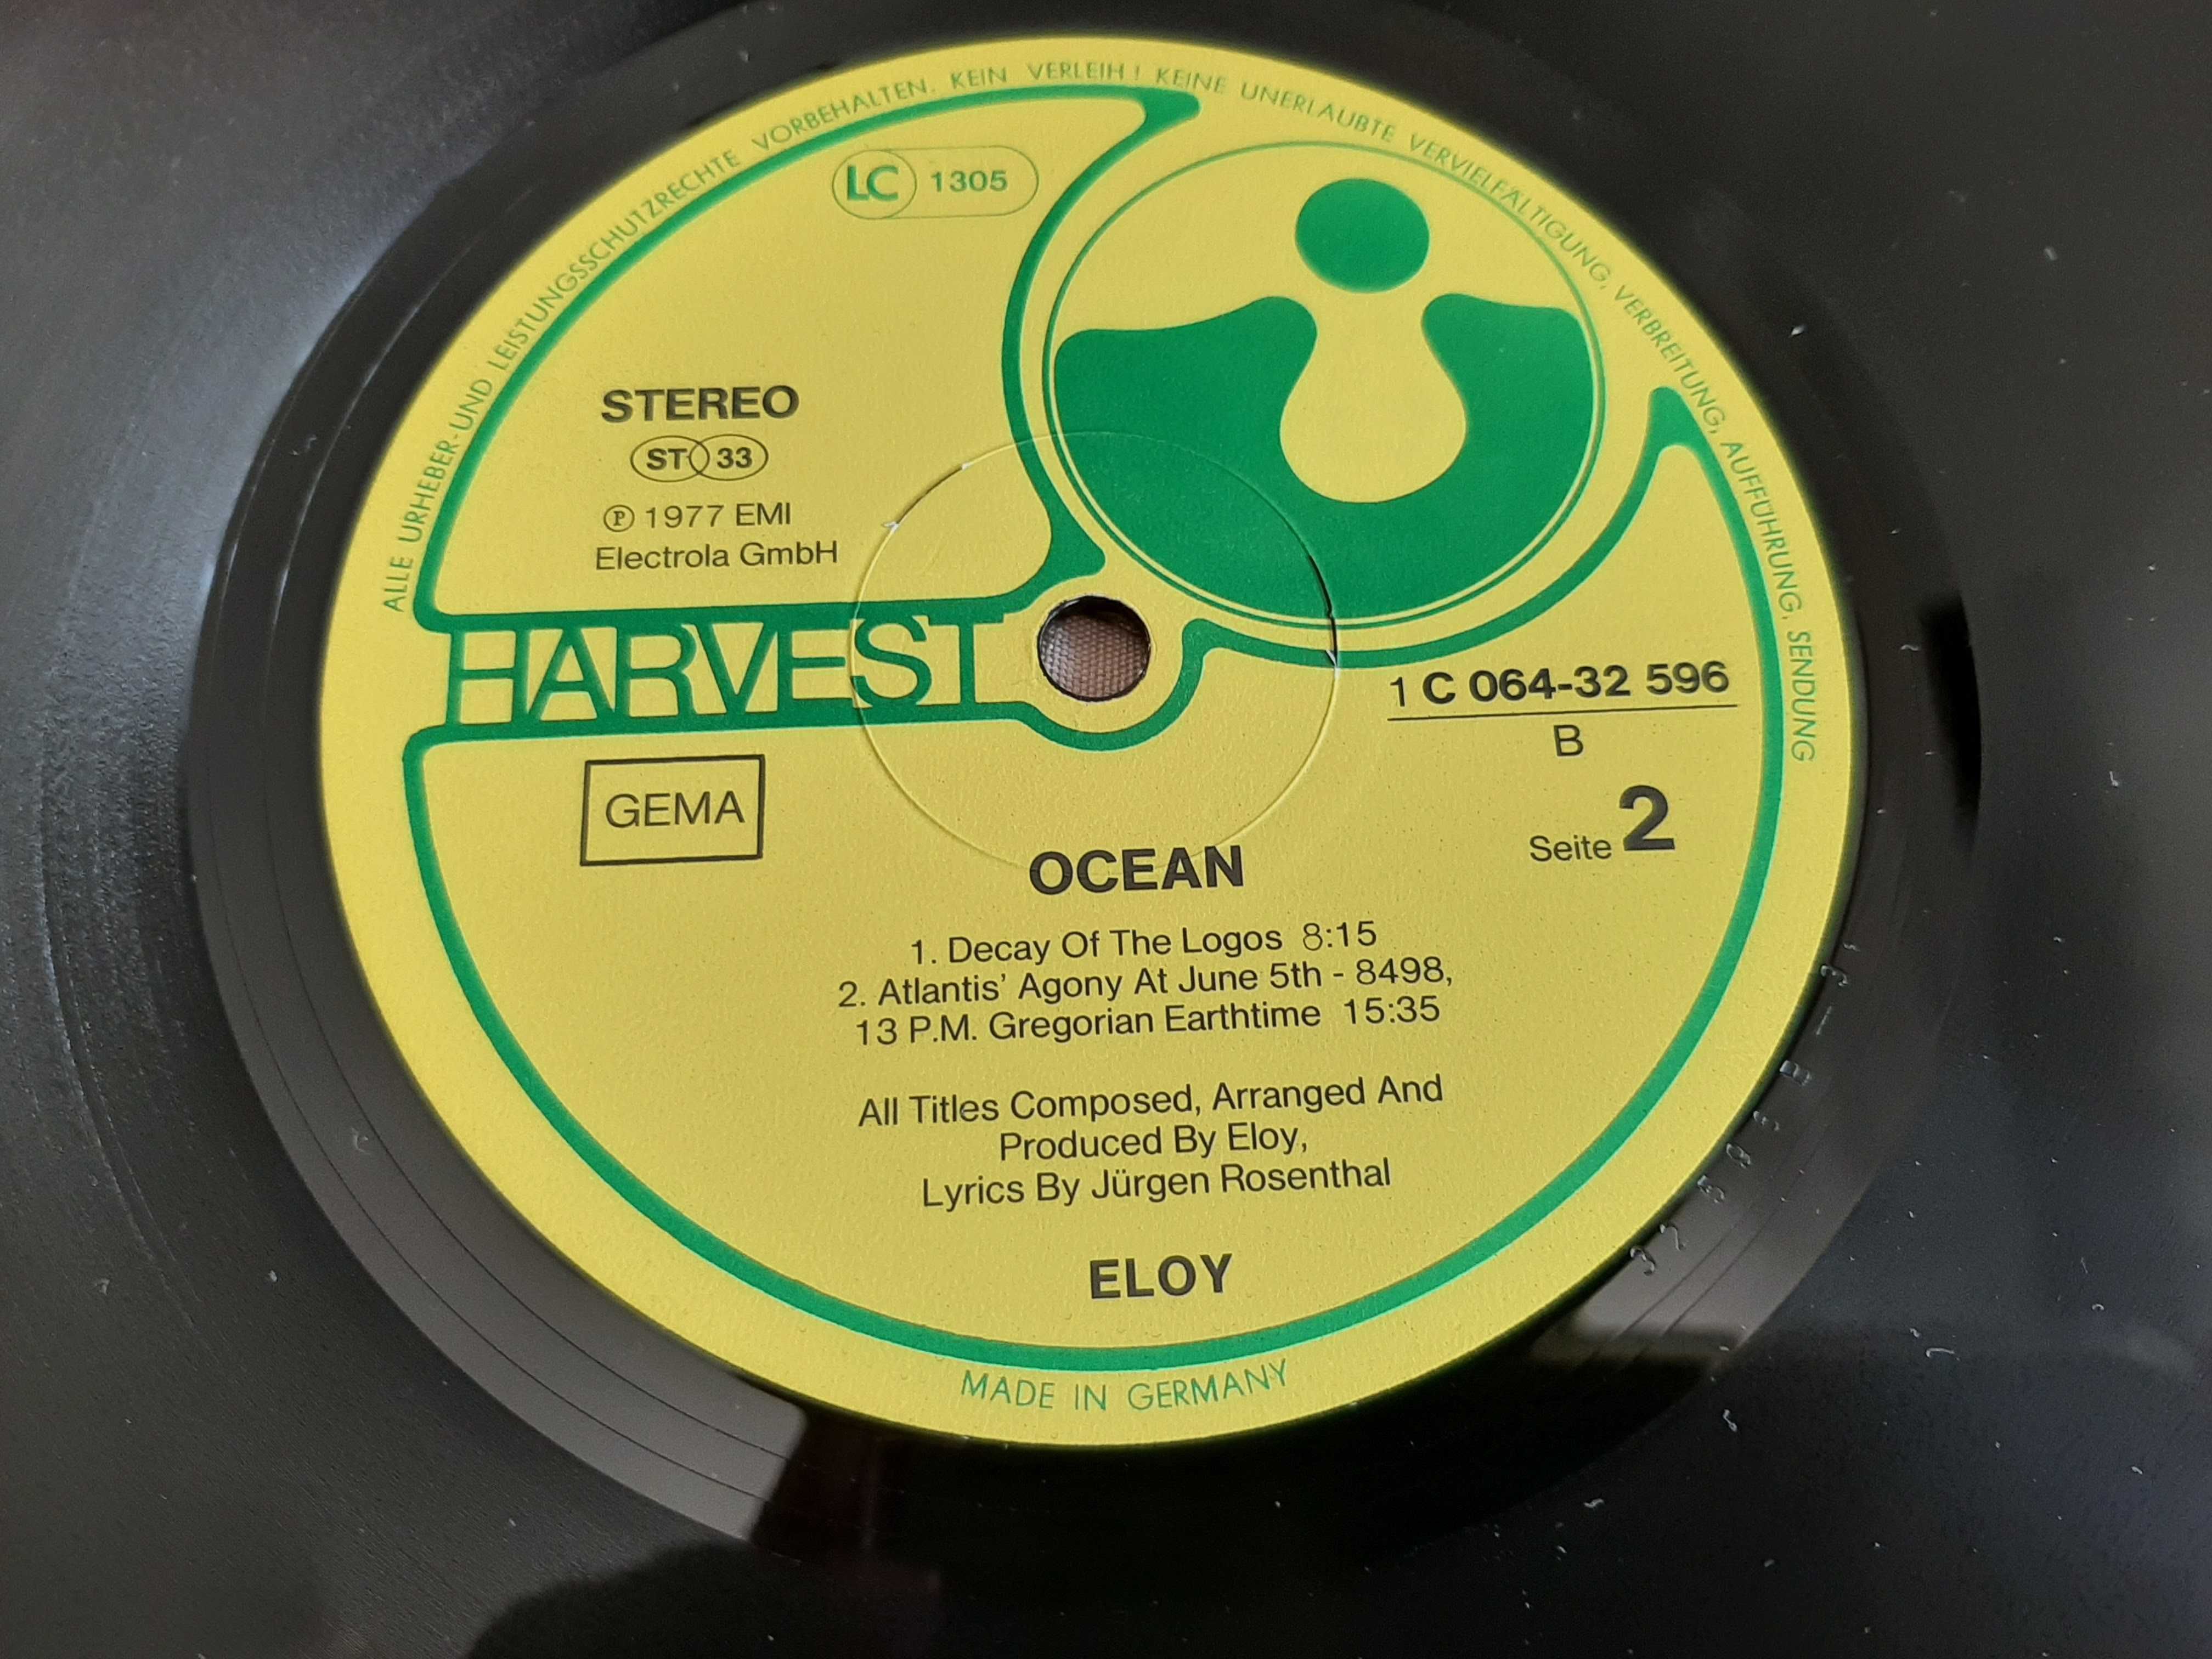 ALLE URHEBER-UND LEISTUNGSSCHUTZRECHTE VORBEHALTEN. KEIN VERLEIH! KEINE UNERLAUBTE VERVIELFÄLTIGUNG, VERBREITUNG, AUFFÜHRUNG, SENDUNG
LC 1305
STEREO
ST 33
Ⓟ 1977 EMI
Electrola GmbH
HARVEST
1 C 064-32 596
B
GEMA
Seite 2
OCEAN
1. Decay Of The Logos 8:15
2. Atlantis' Agony At June 5th - 8498,
13 P.M. Gregorian Earthtime 15:35
All Titles Composed, Arranged And
Produced By Eloy,
Lyrics By Jürgen Rosenthal
ELOY
MADE IN GERMANY